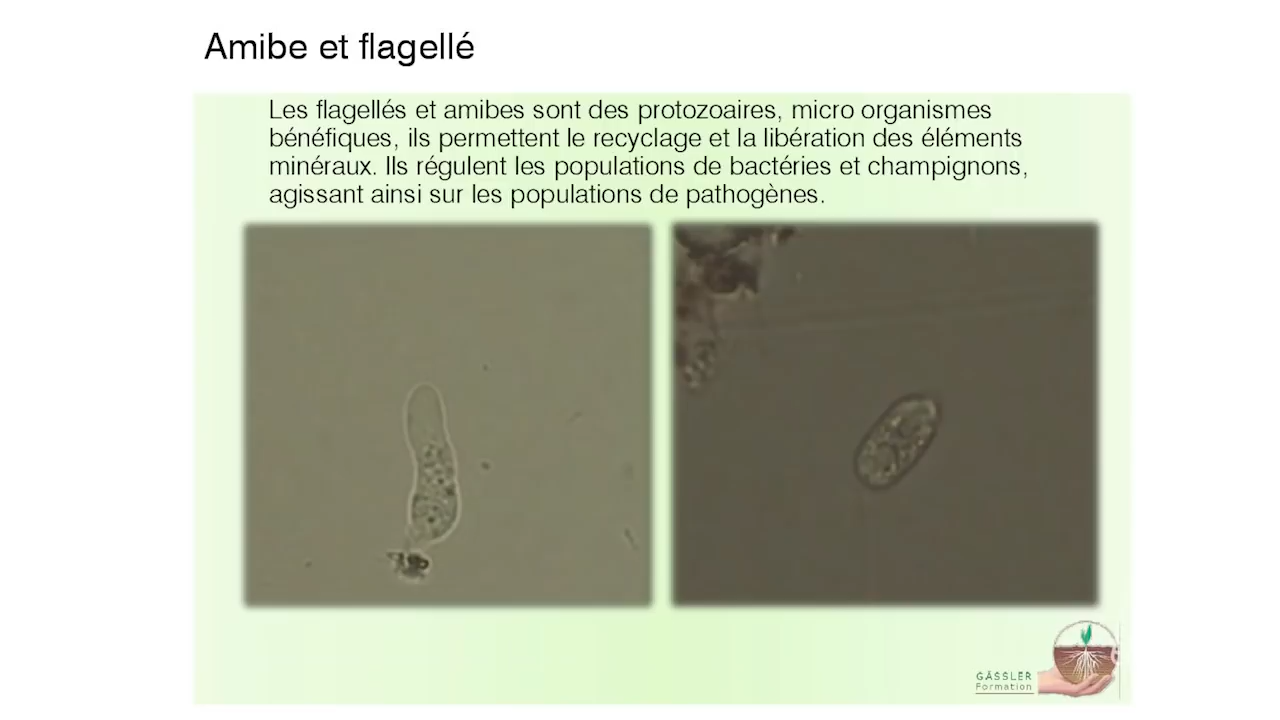 Amibe et flagellé
Les flagellés et amibes sont des protozoaires, micro organismes
bénéfiques, ils permettent le recyclage et la libération des éléments
minéraux. Ils régulent les populations de bactéries et champignons,
agissant ainsi sur les populations de pathogènes.
GÄSSLER
Formation